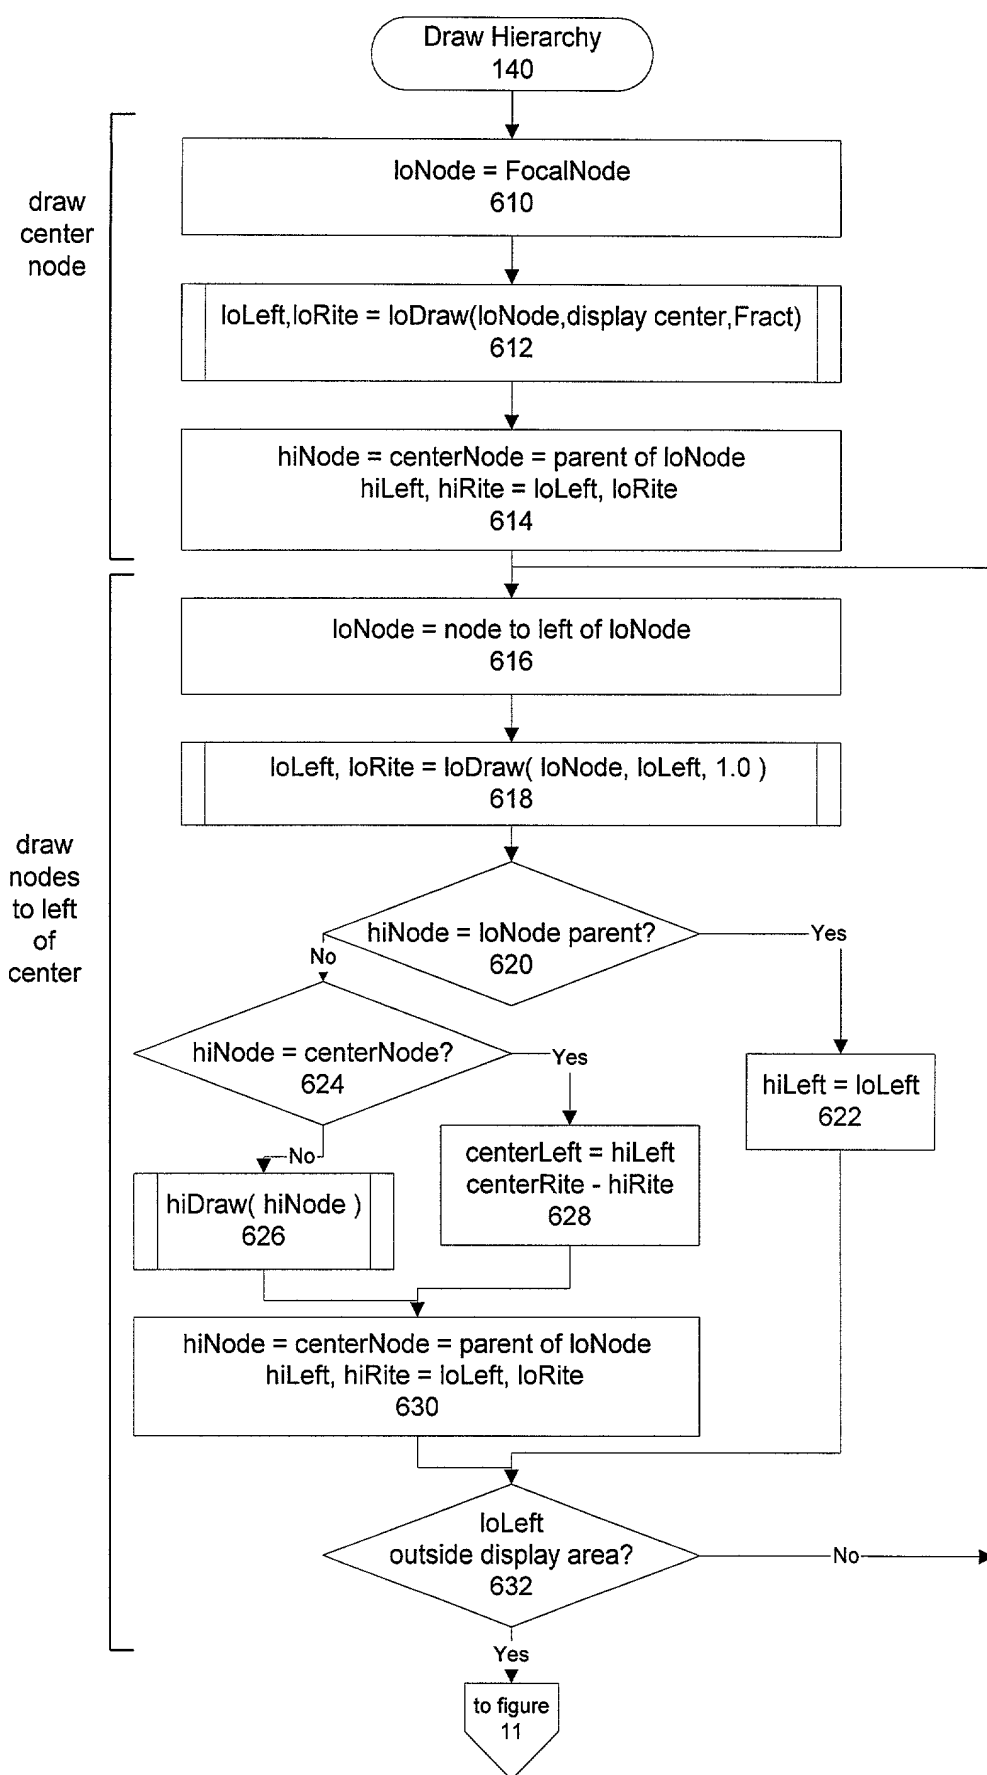 Draw Hierarchy
140
draw
center
node
loNode = FocalNode
610
loLeft,loRite = loDraw(loNode,display center,Fract)
612
hiNode = centerNode = parent of loNode
hiLeft, hiRite = loLeft, loRite
614
draw
nodes
to left
of
center
loNode = node to left of loNode
616
loLeft, loRite = loDraw( loNode, loLeft, 1.0 )
618
hiNode = loNode parent?
620
Yes
No
hiNode = centerNode?
624
Yes
hiLeft = loLeft
622
No
centerLeft = hiLeft
centerRite - hiRite
628
hiDraw( hiNode )
626
hiNode = centerNode = parent of loNode
hiLeft, hiRite = loLeft, loRite
630
loLeft
outside display area?
632
No
Yes
to figure
11